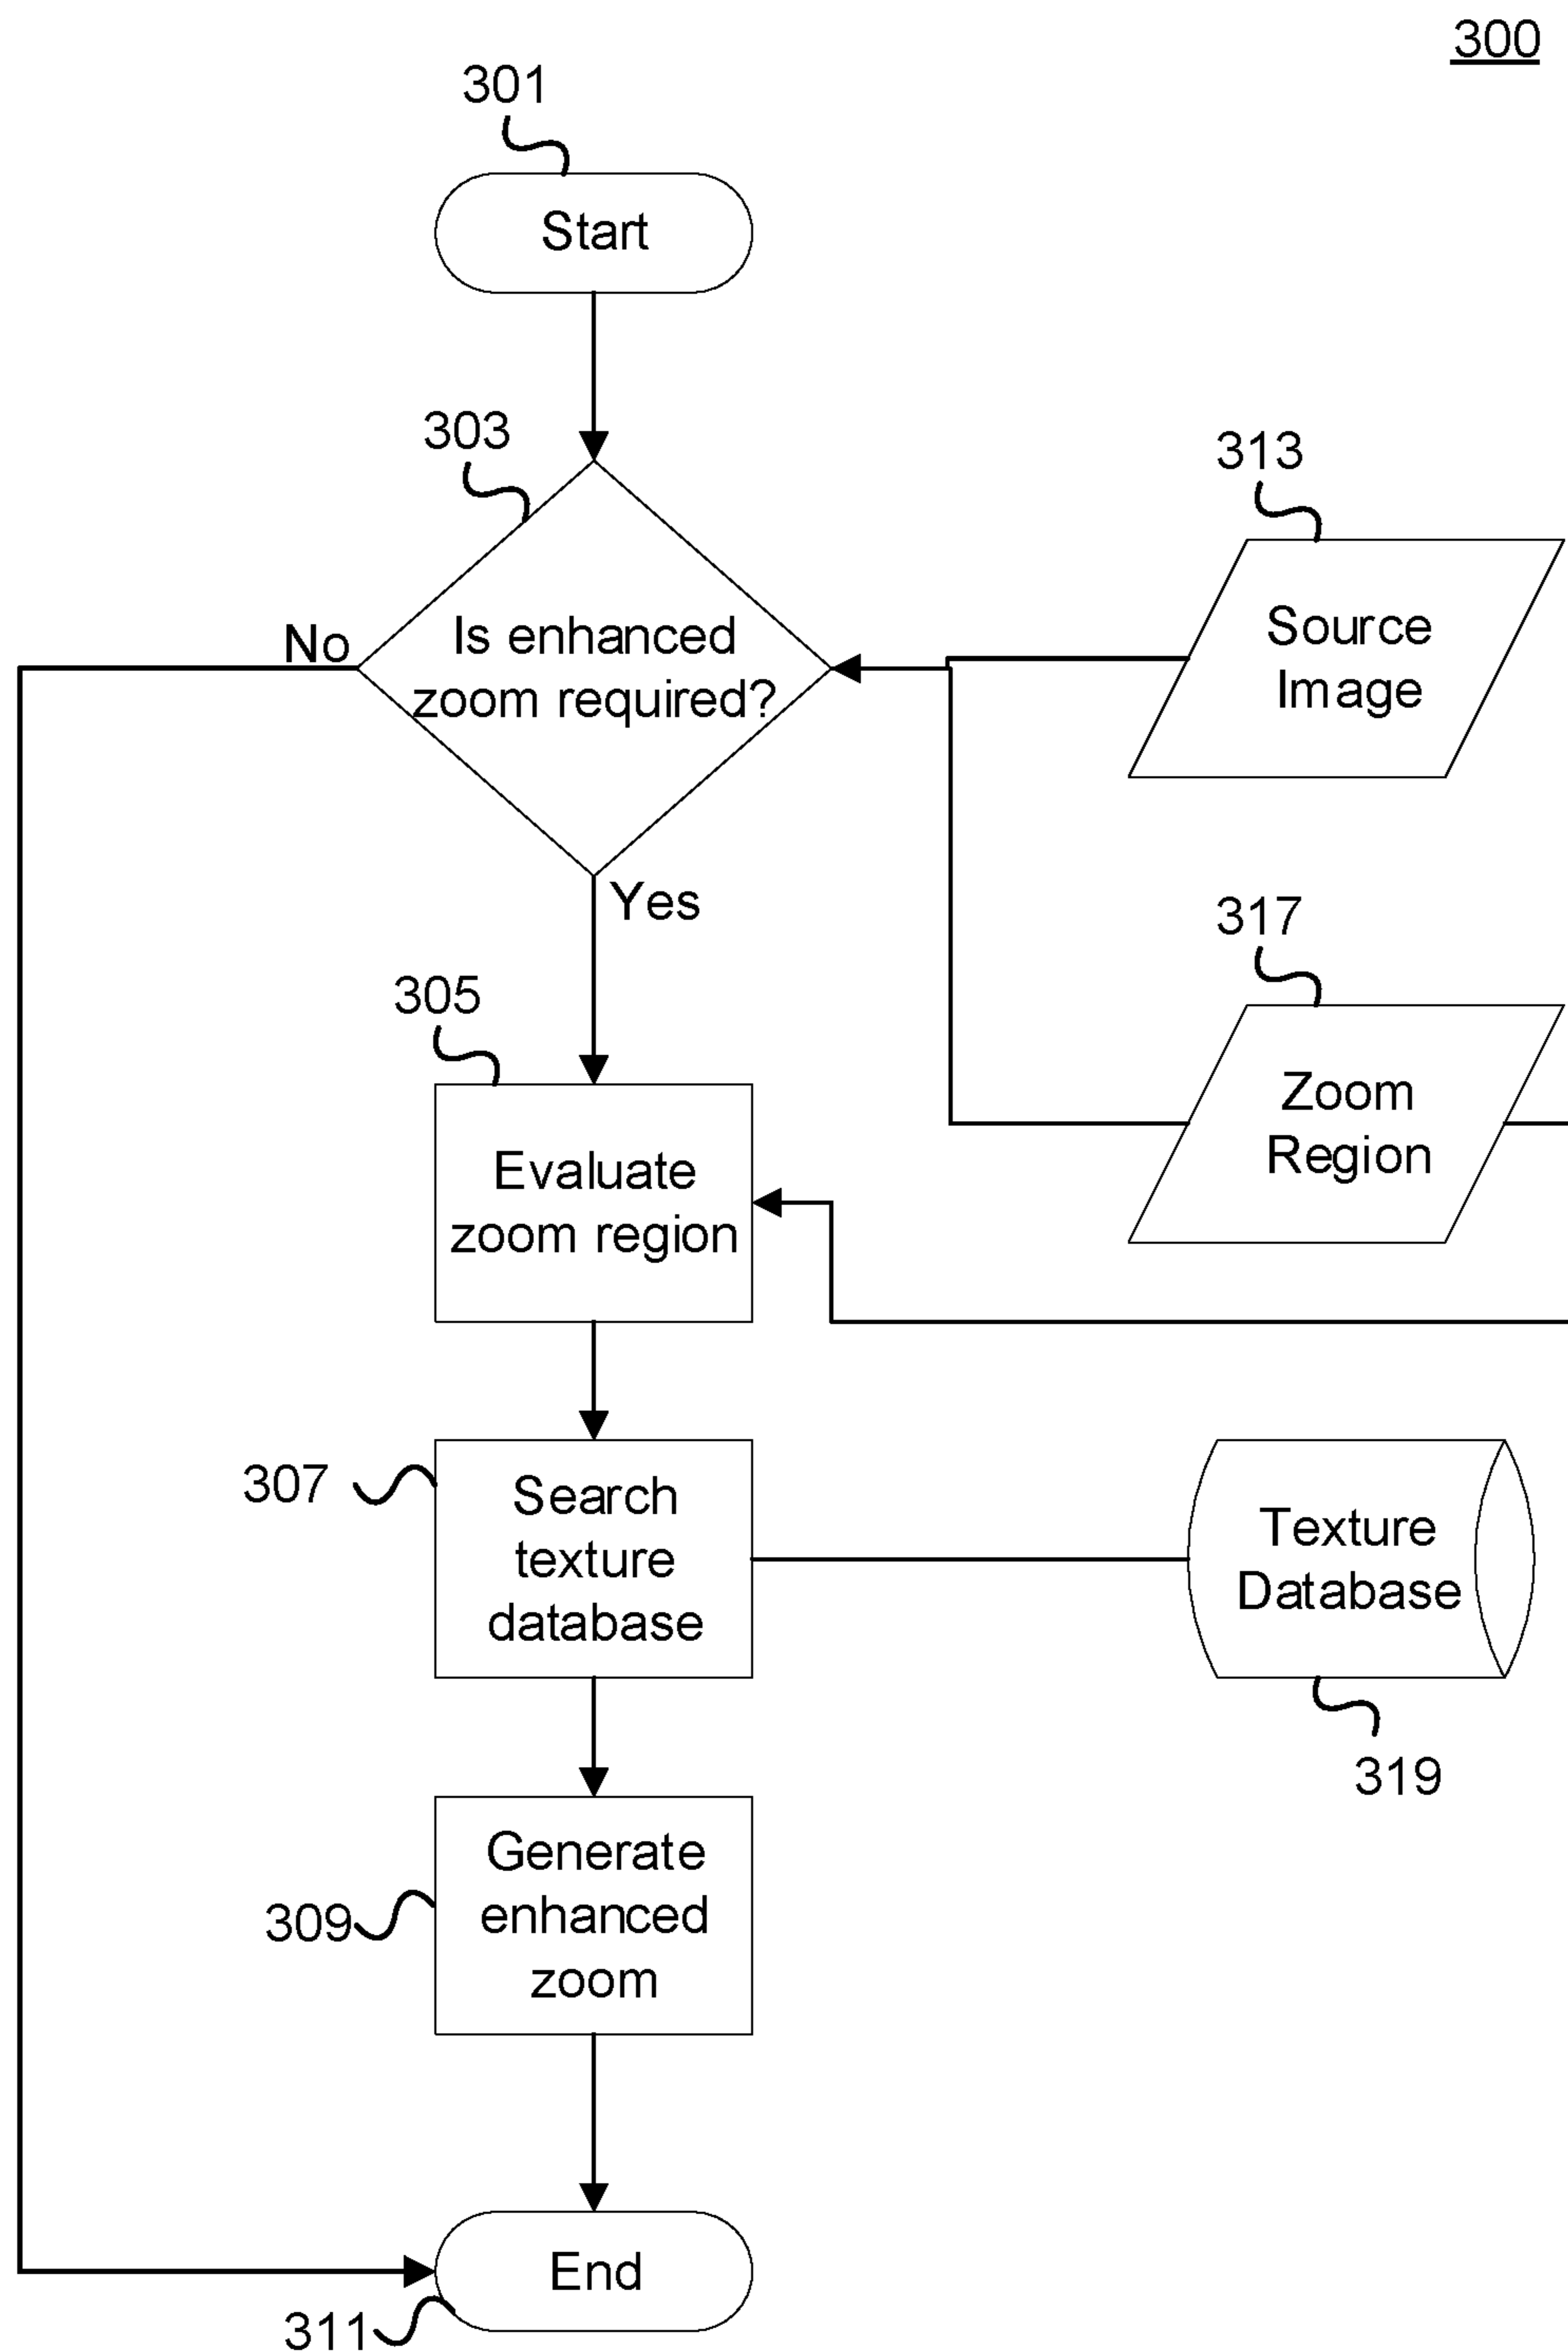 300
301
Start
303
313
No
Is enhanced
zoom required?
Source
Image
Yes
317
305
Zoom
Region
Evaluate
zoom region
307
Search
texture
database
Texture
Database
319
Generate
enhanced
zoom
309
End
311